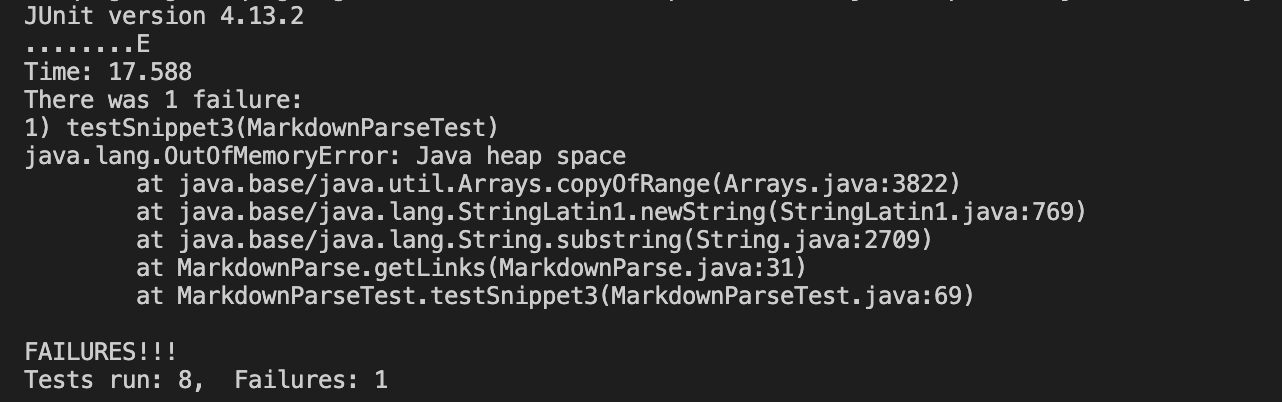 JUnit version 4.13.2
........E
Time: 17.588
There was 1 failure:
1) testSnippet3(MarkdownParseTest)
java.lang.OutOfMemoryError: Java heap space
        at java.base/java.util.Arrays.copyOfRange(Arrays.java:3822)
        at java.base/java.lang.StringLatin1.newString(StringLatin1.java:769)
        at java.base/java.lang.String.substring(String.java:2709)
        at MarkdownParse.getLinks(MarkdownParse.java:31)
        at MarkdownParseTest.testSnippet3(MarkdownParseTest.java:69)

FAILURES!!!
Tests run: 8,  Failures: 1